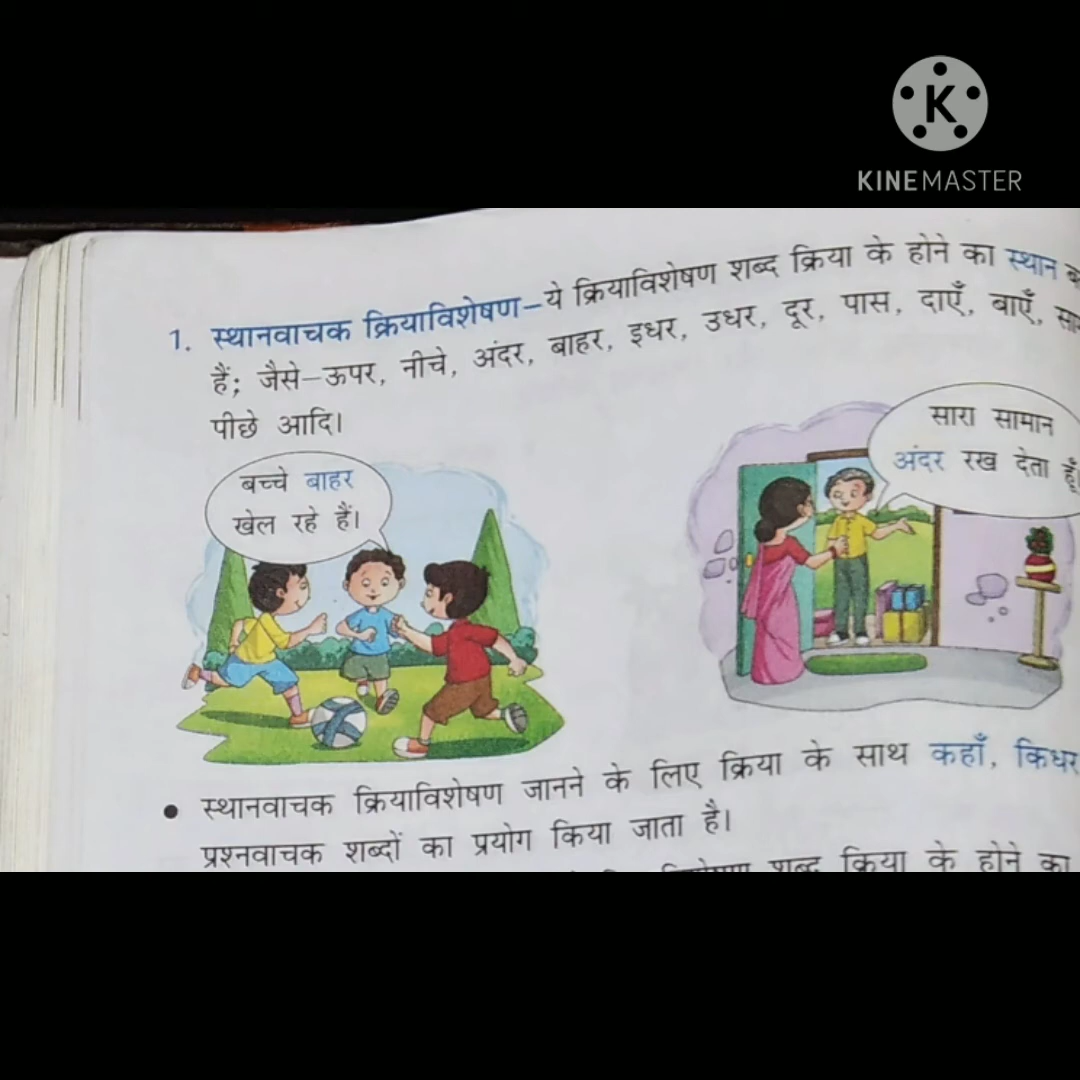 KINEMASTER
1. स्थानवाचक क्रियाविशेषण–ये क्रियाविशेषण शब्द क्रिया के होने का स्थान
हैं; जैसे–ऊपर, नीचे, अंदर, बाहर, इधर, उधर, दूर, पास, दाएँ, बाएँ,
पीछे आदि।
सारा सामान
अंदर रख देता हूँ
बच्चे बाहर
खेल रहे हैं।
• स्थानवाचक क्रियाविशेषण जानने के लिए क्रिया के साथ कहाँ, किधर
प्रश्नवाचक शब्दों का प्रयोग किया जाता है।
शब्द क्रिया के होने का